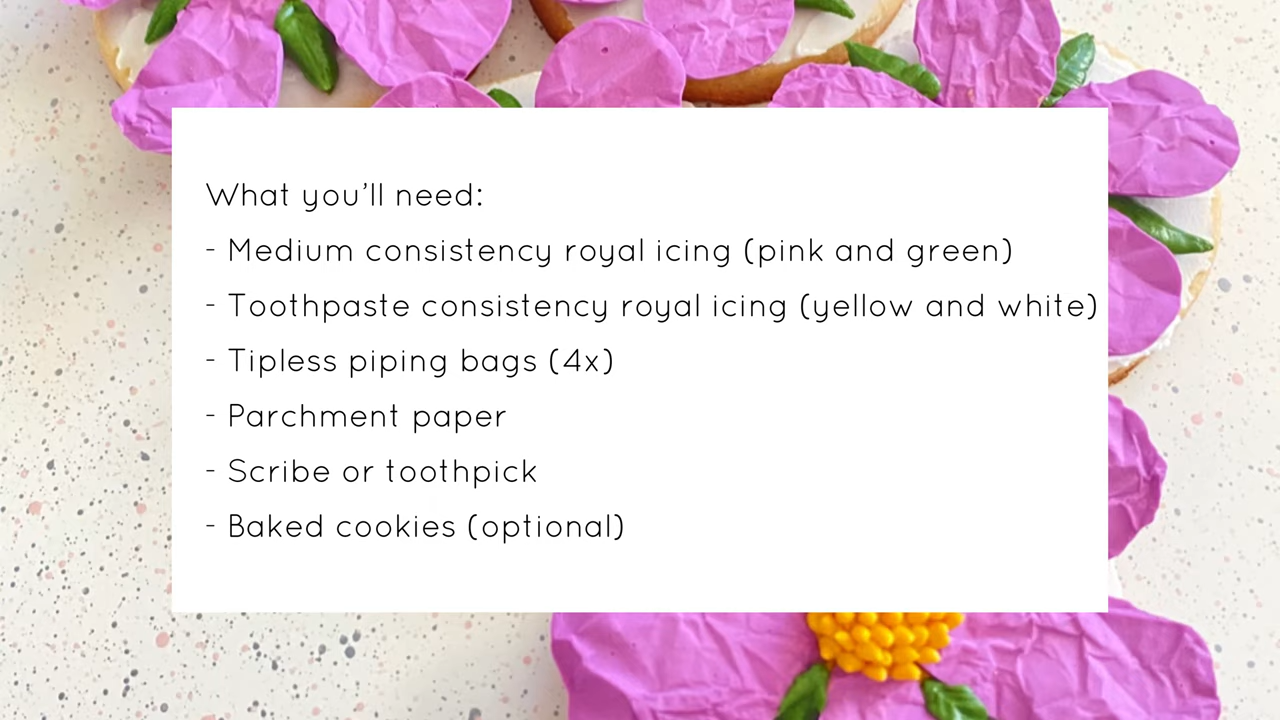 What you’ll need:
- Medium consistency royal icing (pink and green)
- Toothpaste consistency royal icing (yellow and white)
- Tipless piping bags (4x)
- Parchment paper
- Scribe or toothpick
- Baked cookies (optional)